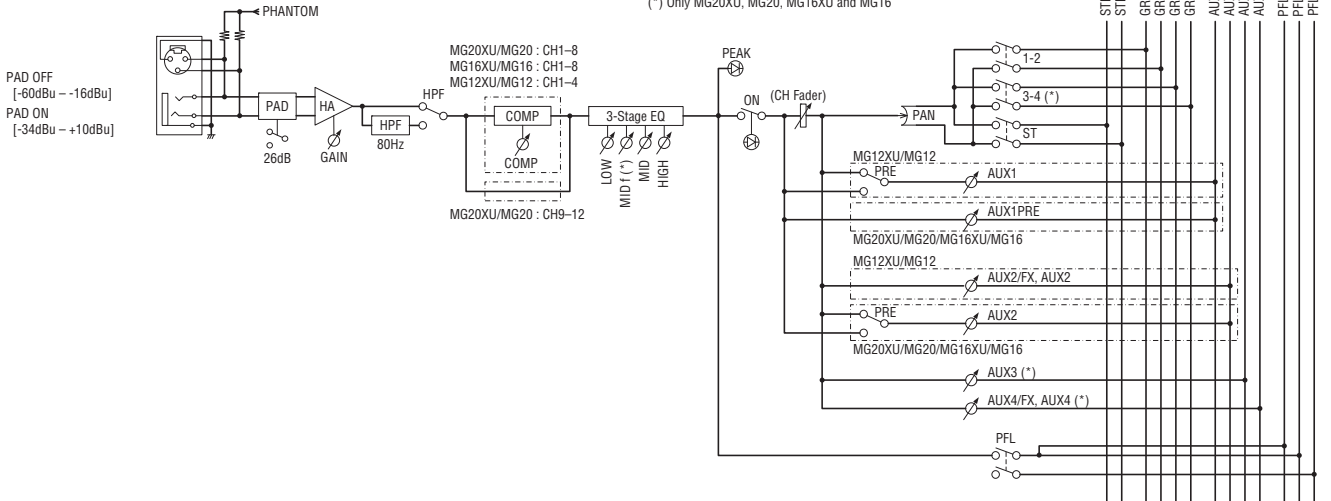 (*) Only MG20XU, MG20, MG16XU and MG16
PHANTOM
PAD OFF
[-60dBu – -16dBu]
PAD ON
[-34dBu – +10dBu]
PAD
26dB
HA
GAIN
HPF
HPF
80Hz
MG20XU/MG20 : CH1–8
MG16XU/MG16 : CH1–8
MG12XU/MG12 : CH1–4
COMP
COMP
MG20XU/MG20 : CH9–12
3-Stage EQ
LOW
MID f (*)
MID
HIGH
PEAK
ON
(CH Fader)
PAN
1-2
3-4 (*)
ST
MG12XU/MG12
PRE
AUX1
AUX1PRE
MG20XU/MG20/MG16XU/MG16
MG12XU/MG12
AUX2/FX, AUX2
PRE
AUX2
MG20XU/MG20/MG16XU/MG16
AUX3 (*)
AUX4/FX, AUX4 (*)
PFL